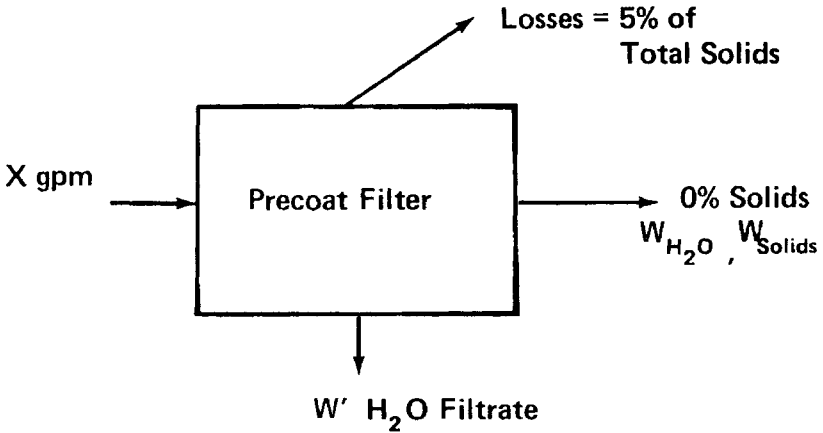 Losses = 5% of
Total Solids
X gpm
Precoat Filter
0% Solids
W_H₂O , W_Solids
W′ H₂O Filtrate